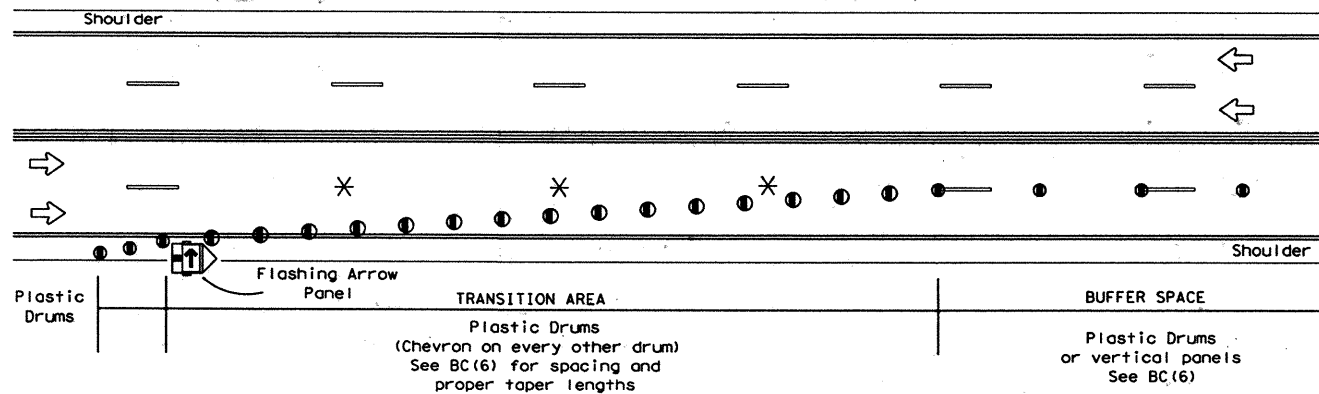 Shoulder
Shoulder
Flashing Arrow
Panel
Plastic
Drums
TRANSITION AREA
Plastic Drums
(Chevron on every other drum)
See BC(6) for spacing and
proper taper lengths
BUFFER SPACE
Plastic Drums
or vertical panels
See BC(6)